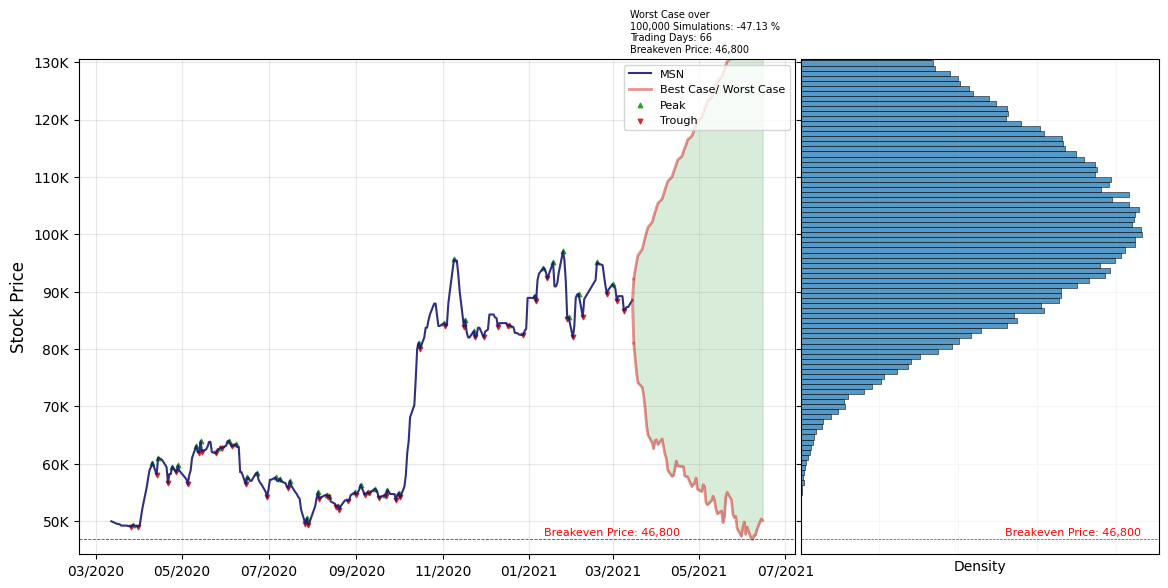 Worst Case over
100,000 Simulations: -47.13 %
Trading Days: 66
Breakeven Price: 46,800
130K
120K
110K
100K
90K
80K
70K
60K
50K
Stock Price
MSN
Best Case/ Worst Case
Peak
Trough
Breakeven Price: 46,800
Breakeven Price: 46,800
03/2020
05/2020
07/2020
09/2020
11/2020
01/2021
03/2021
05/2021
07/2021
Density